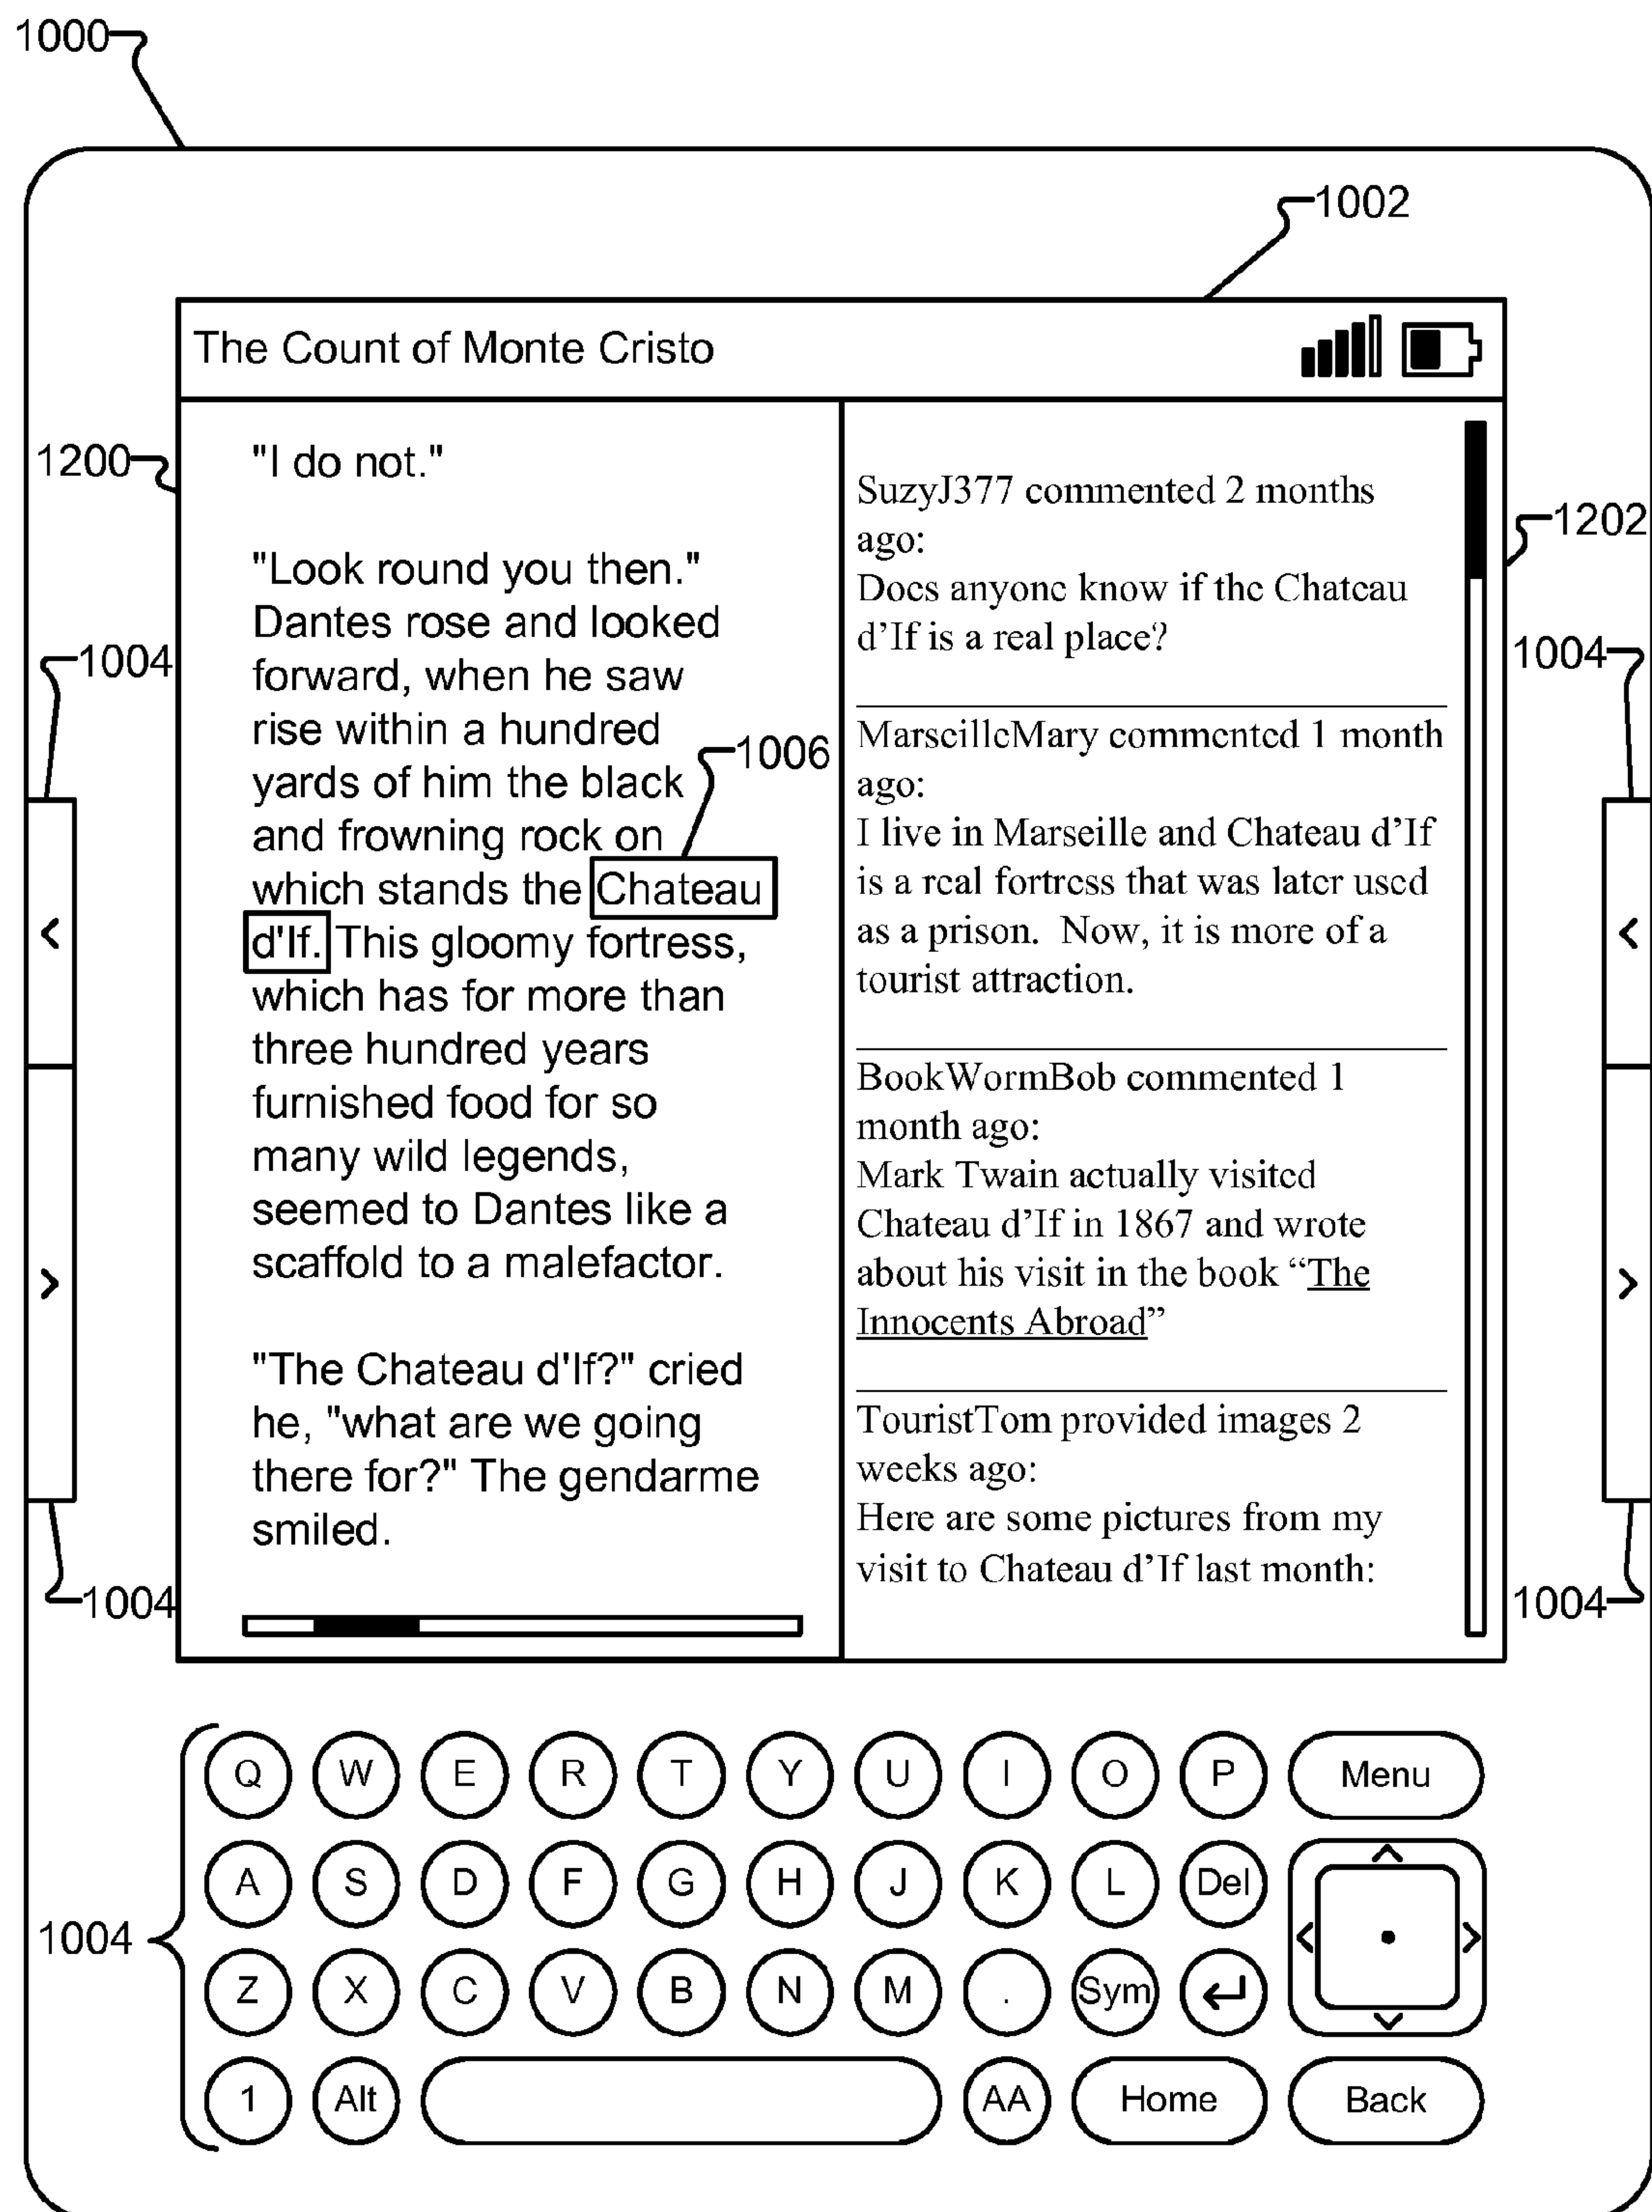 1000
1002
The Count of Monte Cristo
1200
"I do not."
"Look round you then."
Dantes rose and looked
forward, when he saw
rise within a hundred
yards of him the black
and frowning rock on
which stands the Chateau
d'If. This gloomy fortress,
which has for more than
three hundred years
furnished food for so
many wild legends,
seemed to Dantes like a
scaffold to a malefactor.
"The Chateau d'If?" cried
he, "what are we going
there for?" The gendarme
smiled.
1006
1004
<
>
1004
SuzyJ377 commented 2 months
ago:
Does anyone know if the Chateau
d’If is a real place?
MarseilleMary commented 1 month
ago:
I live in Marseille and Chateau d’If
is a real fortress that was later used
as a prison.  Now, it is more of a
tourist attraction.
BookWormBob commented 1
month ago:
Mark Twain actually visited
Chateau d’If in 1867 and wrote
about his visit in the book “The
Innocents Abroad”
TouristTom provided images 2
weeks ago:
Here are some pictures from my
visit to Chateau d’If last month:
1202
1004
<
>
1004
Q W E R T Y U I O P Menu
A S D F G H J K L Del
1004
Z X C V B N M . Sym
1 Alt AA Home Back